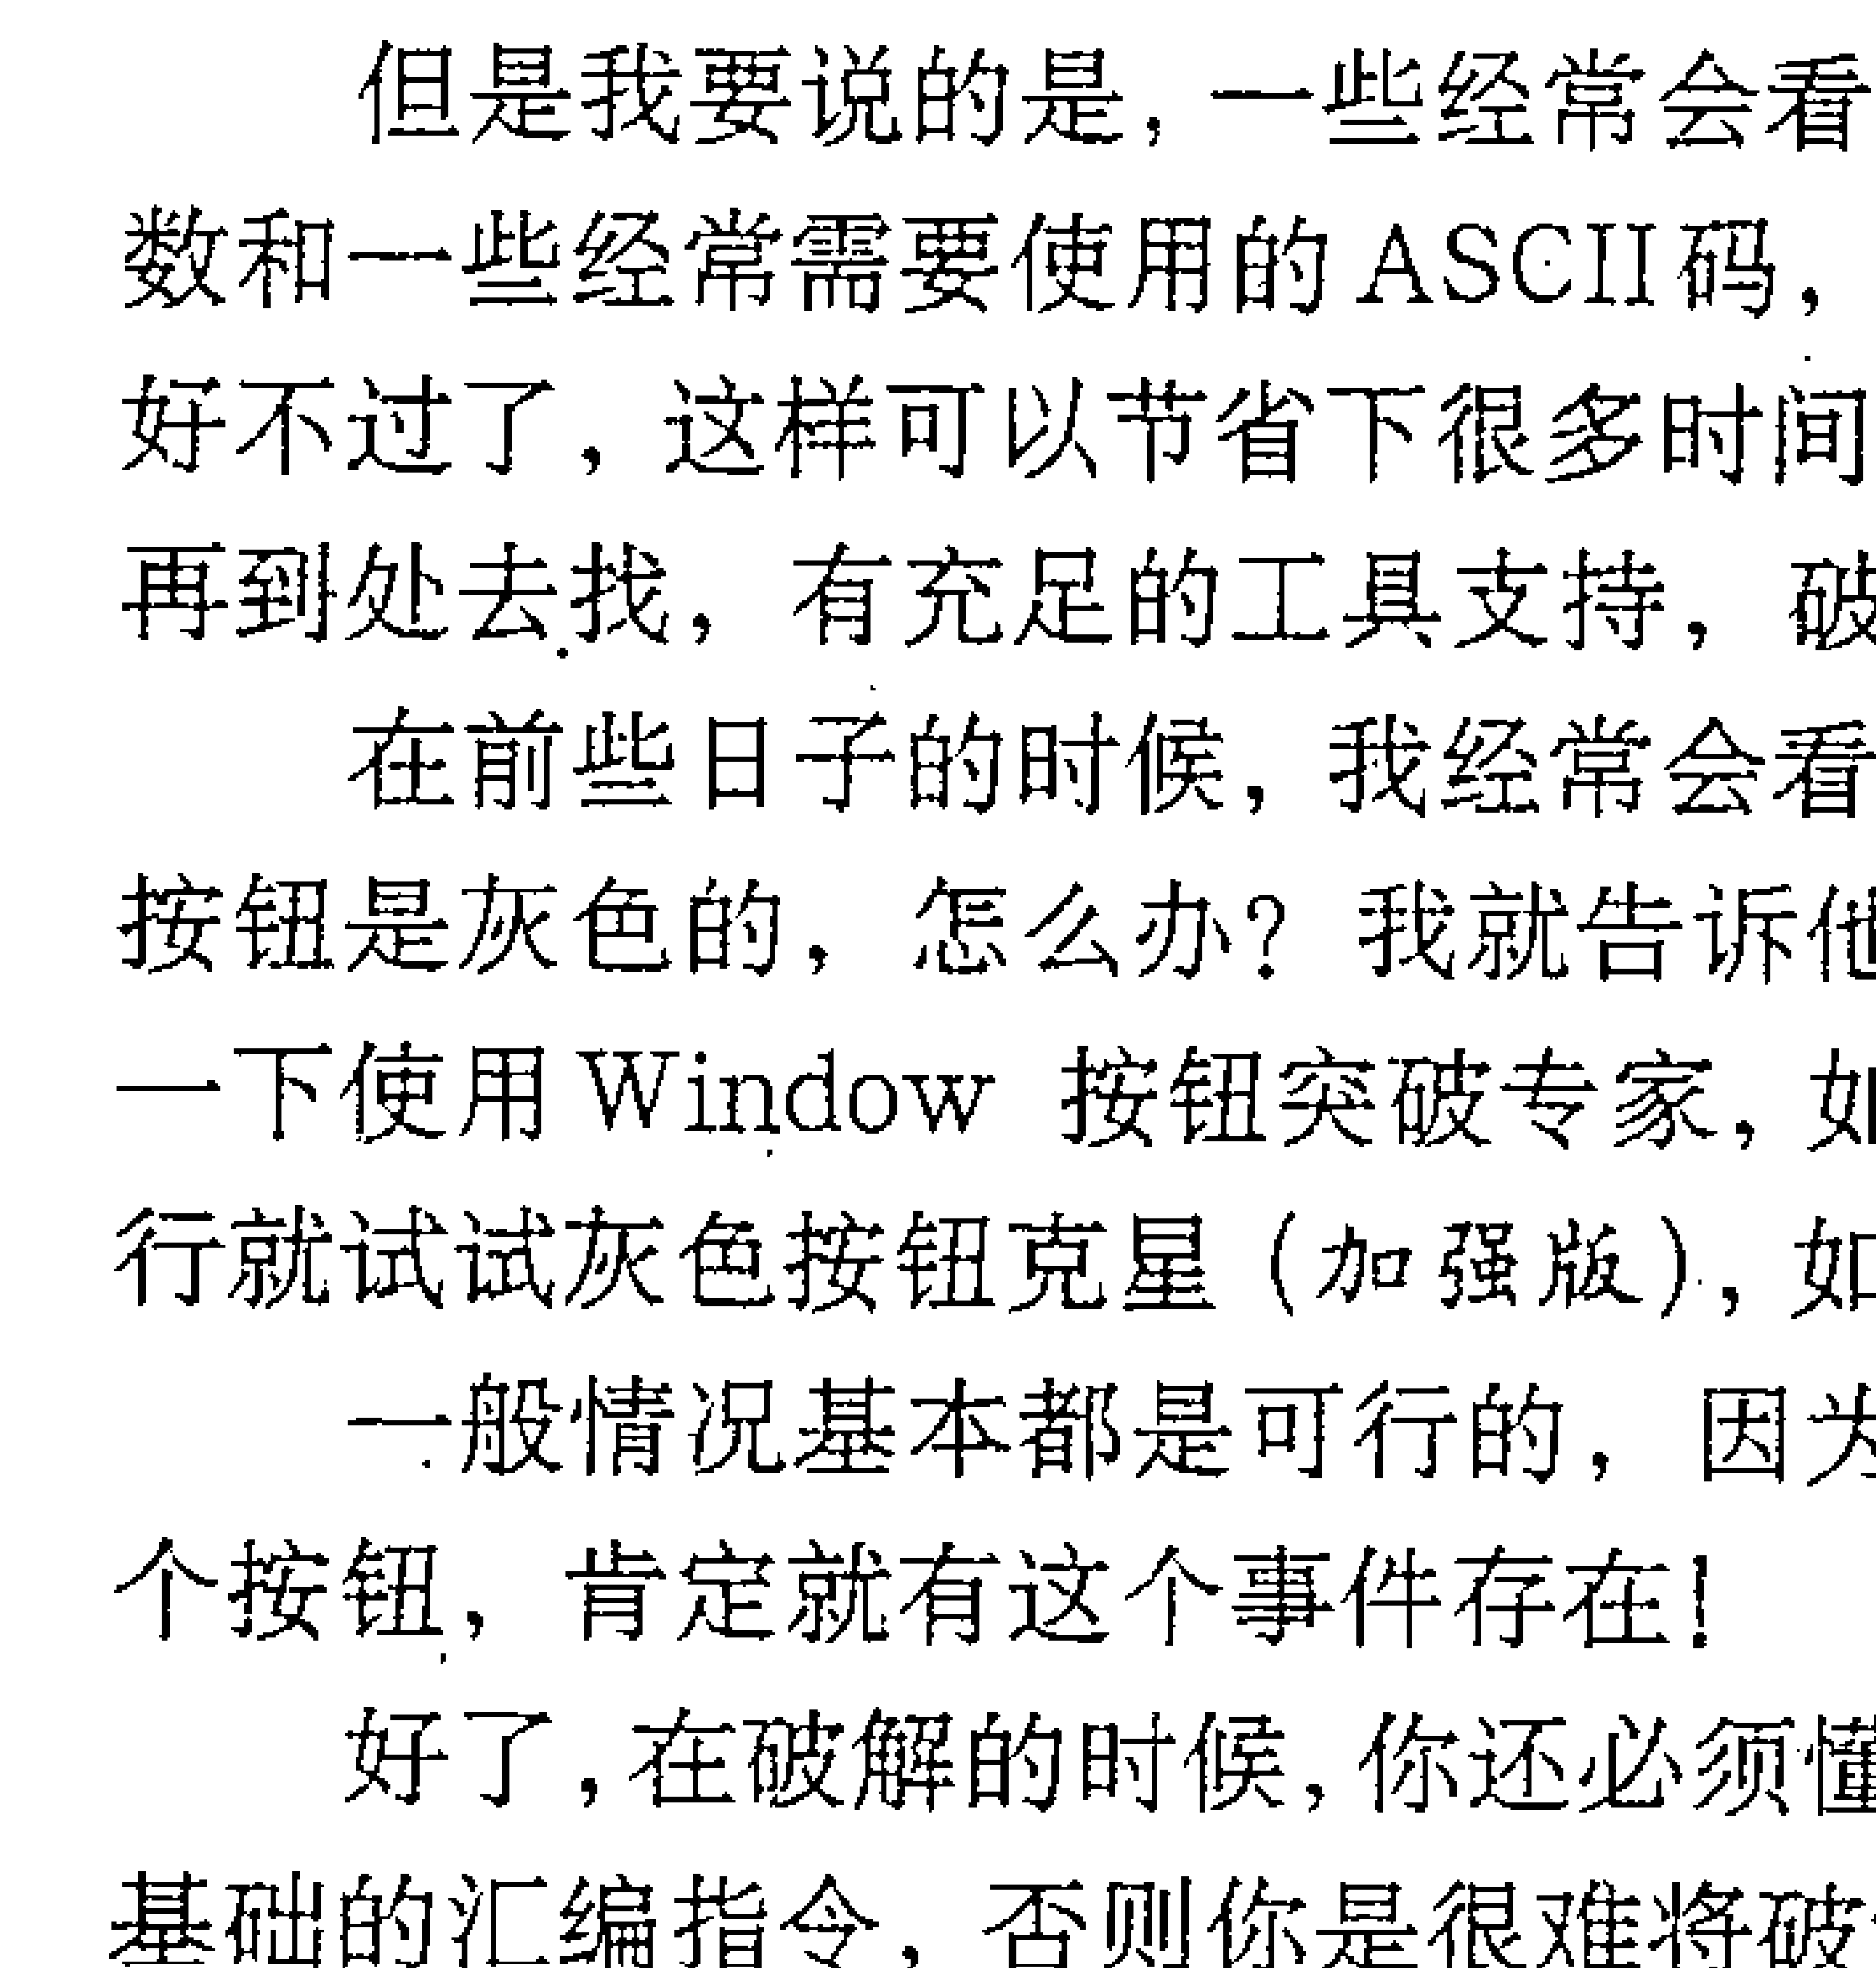 但是我要说的是，一些经常会看
数和一些经常需要使用的ASCII码，
好不过了，这样可以节省下很多时间
再到处去找，有充足的工具支持，破
在前些日子的时候，我经常会看
按钮是灰色的，怎么办？我就告诉他
一下使用Window 按钮突破专家，如
行就试试灰色按钮克星（加强版），如
一般情况基本都是可行的，因为
个按钮，肯定就有这个事件存在！
好了，在破解的时候，你还必须懂
基础的汇编指令，否则你是很难将破